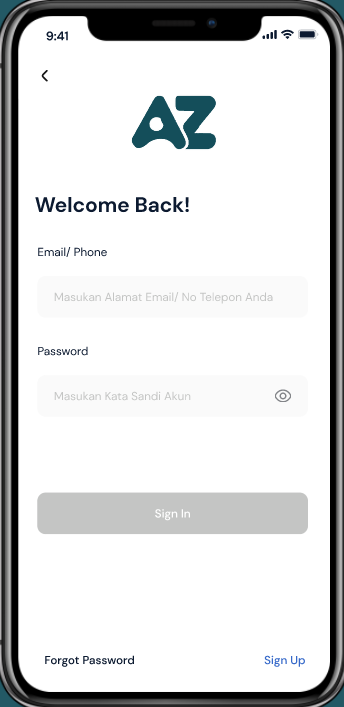 9:41
AZ
Welcome Back!
Email/ Phone
Masukan Alamat Email/ No Telepon Anda
Password
Masukan Kata Sandi Akun
Sign In
Forgot Password Sign Up